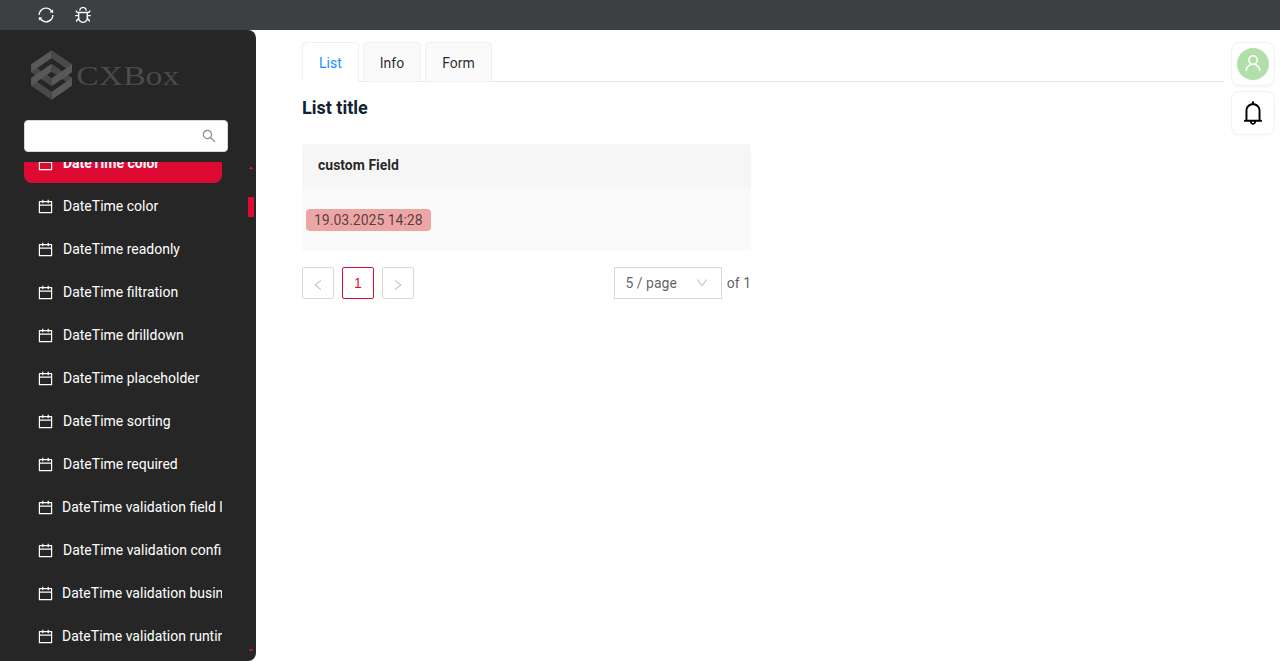 CXBox
DateTime color
DateTime color
DateTime readonly
DateTime filtration
DateTime drilldown
DateTime placeholder
DateTime sorting
DateTime required
DateTime validation field
DateTime validation confi
DateTime validation busin
DateTime validation runtin
List
Info
Form
List title
custom Field
19.03.2025 14:28
1
5 / page
of 1